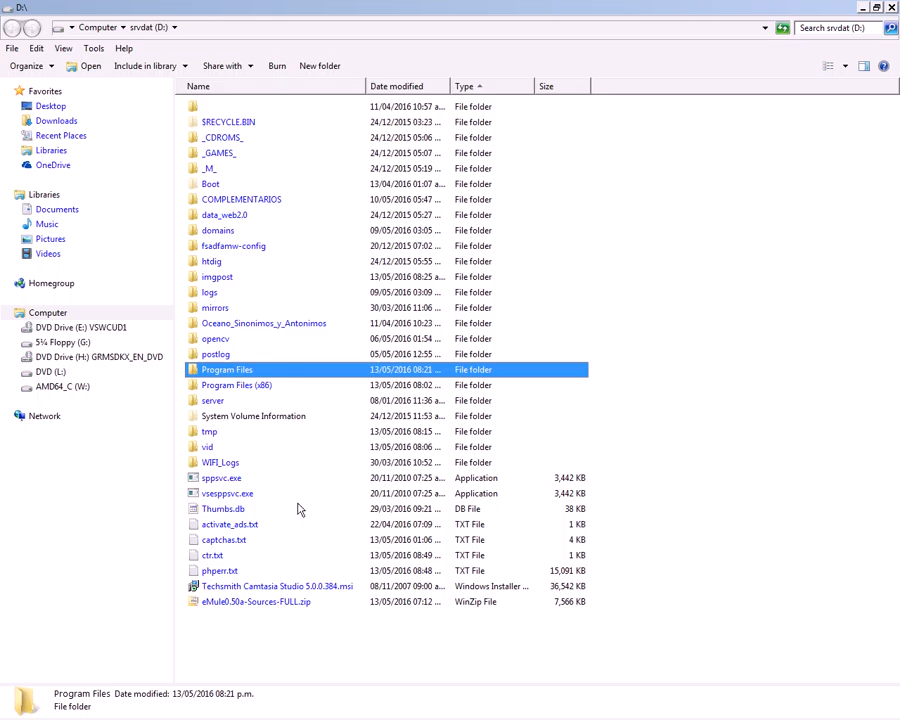 D:\
Computer srvdat (D:)
Search srvdat (D:)
File Edit View Tools Help
Organize Open Include in library Share with Burn New folder
Favorites
Desktop
Downloads
Recent Places
Libraries
OneDrive
Libraries
Documents
Music
Pictures
Videos
Homegroup
Computer
DVD Drive (E:) VSWCUD1
5¼ Floppy (G:)
DVD Drive (H:) GRMSDKX_EN_DVD
DVD (L:)
AMD64_C (W:)
Network
Name Date modified Type Size
11/04/2016 10:57 a... File folder
$RECYCLE.BIN 24/12/2015 03:23 ... File folder
_CDROMS_ 24/12/2015 05:06 ... File folder
_GAMES_ 24/12/2015 05:07 ... File folder
_M_ 24/12/2015 05:19 ... File folder
Boot 13/04/2016 01:07 a... File folder
COMPLEMENTARIOS 10/05/2016 05:47 ... File folder
data_web2.0 24/12/2015 05:27 ... File folder
domains 09/05/2016 03:05 ... File folder
fsadfamw-config 20/12/2015 07:02 ... File folder
htdig 24/12/2015 05:55 ... File folder
imgpost 13/05/2016 08:25 a... File folder
logs 09/05/2016 03:09 ... File folder
mirrors 30/03/2016 11:06 ... File folder
Oceano_Sinonimos_y_Antonimos 11/04/2016 10:23 ... File folder
opencv 06/05/2016 01:54 ... File folder
postlog 05/05/2016 12:55 ... File folder
Program Files 13/05/2016 08:21 ... File folder
Program Files (x86) 13/05/2016 08:02 ... File folder
server 08/01/2016 11:36 a... File folder
System Volume Information 24/12/2015 11:53 a... File folder
tmp 13/05/2016 08:15 ... File folder
vid 13/05/2016 08:06 ... File folder
WIFI_Logs 30/03/2016 10:52 ... File folder
sppsvc.exe 20/11/2010 07:25 a... Application 3,442 KB
vsesppsvc.exe 20/11/2010 07:25 a... Application 3,442 KB
Thumbs.db 29/03/2016 09:21 ... DB File 38 KB
activate_ads.txt 22/04/2016 07:09 ... TXT File 1 KB
captchas.txt 13/05/2016 01:06 ... TXT File 4 KB
ctr.txt 13/05/2016 08:49 ... TXT File 1 KB
phperr.txt 13/05/2016 08:48 ... TXT File 15,091 KB
Techsmith Camtasia Studio 5.0.0.384.msi 08/11/2007 09:00 a... Windows Installer ... 36,542 KB
eMule0.50a-Sources-FULL.zip 13/05/2016 07:12 ... WinZip File 7,566 KB
Program Files Date modified: 13/05/2016 08:21 p.m.
File folder